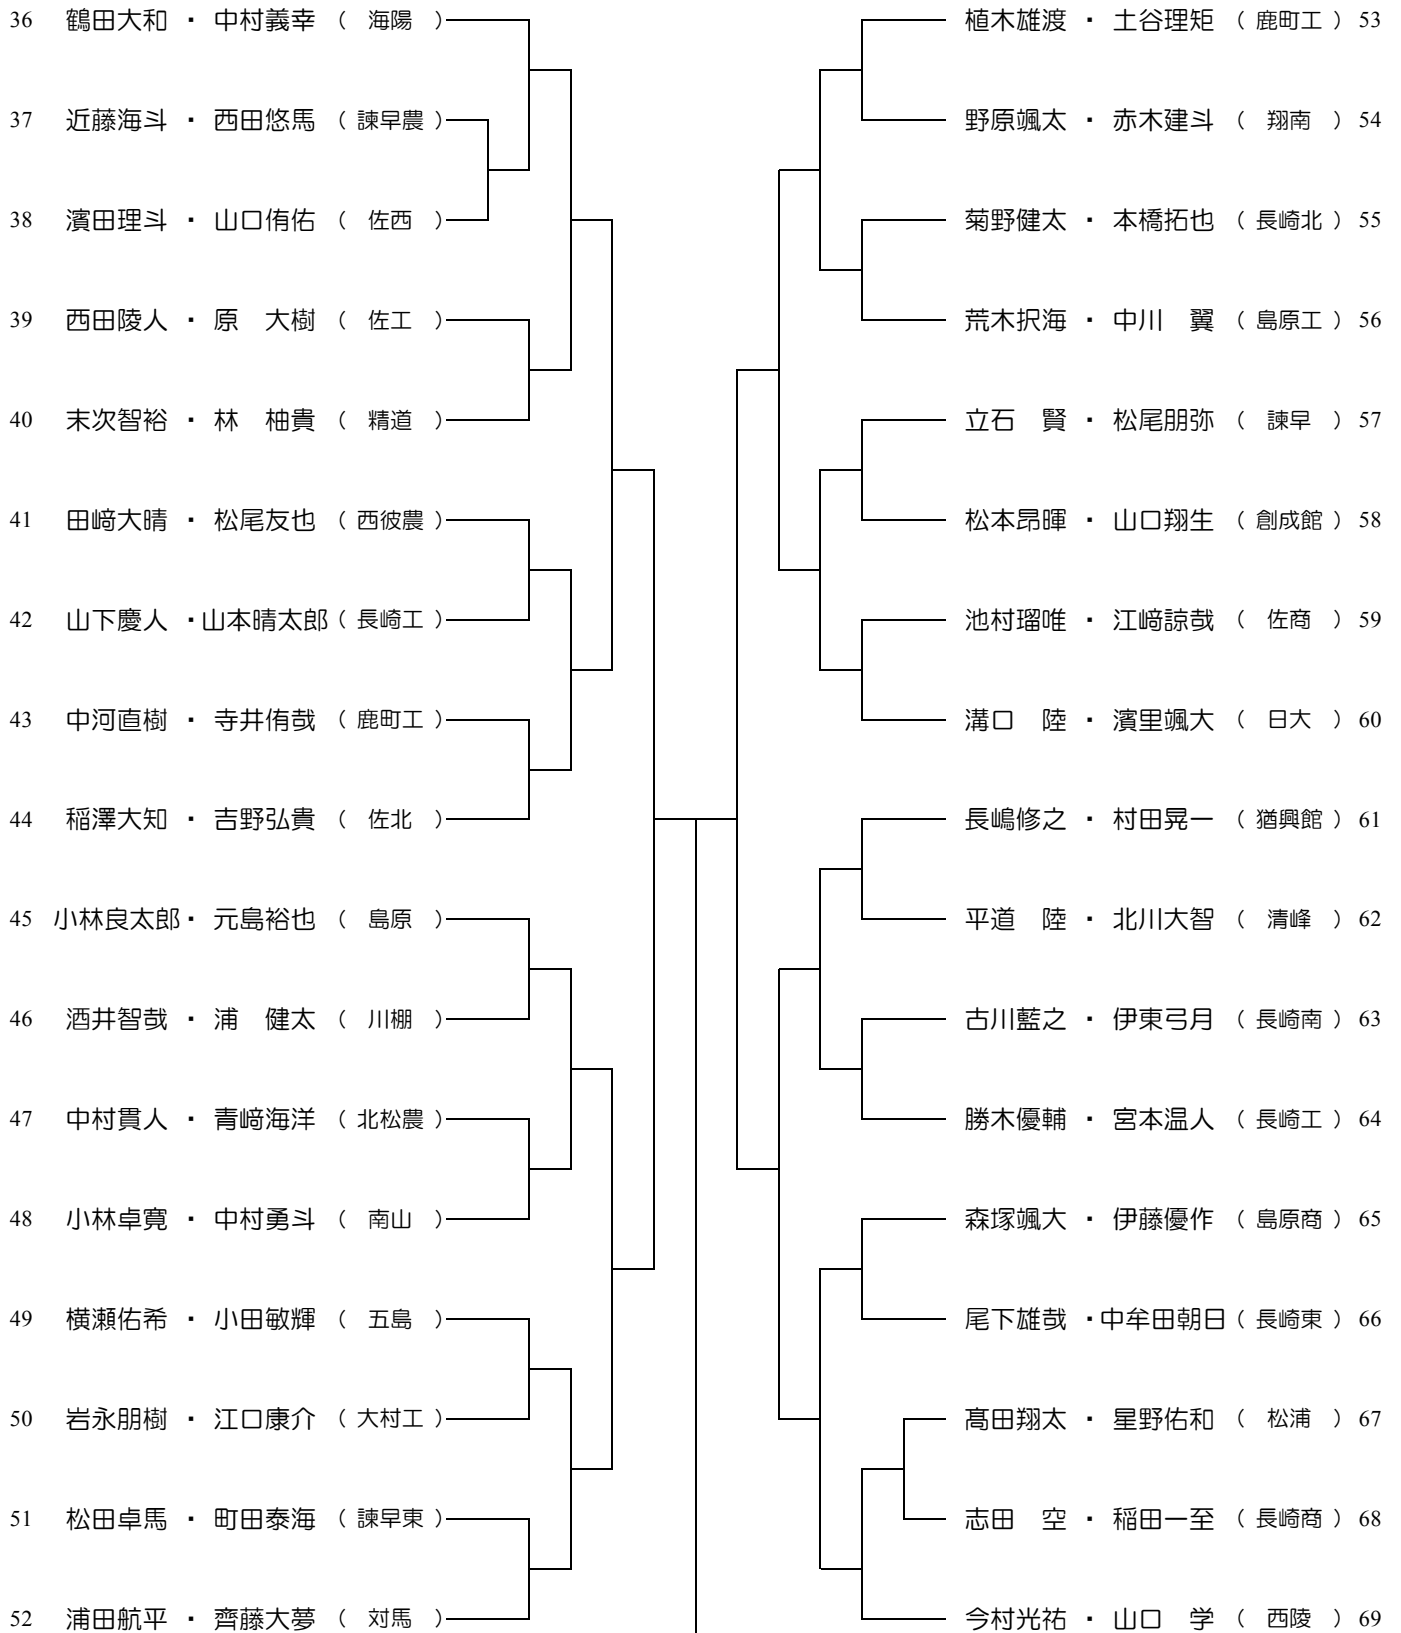 36 鶴田大和 ・ 中村義幸 （ 海陽 ）
37 近藤海斗 ・ 西田悠馬 （ 諫早農 ）
38 濱田理斗 ・ 山口侑佑 （ 佐西 ）
39 西田陵人 ・ 原　大樹 （ 佐工 ）
40 末次智裕 ・ 林　柚貴 （ 精道 ）
41 田﨑大晴 ・ 松尾友也 （ 西彼農 ）
42 山下慶人 ・ 山本晴太郎 （ 長崎工 ）
43 中河直樹 ・ 寺井侑哉 （ 鹿町工 ）
44 稲澤大知 ・ 吉野弘貴 （ 佐北 ）
45 小林良太郎 ・ 元島裕也 （ 島原 ）
46 酒井智哉 ・ 浦　健太 （ 川棚 ）
47 中村貫人 ・ 青﨑海洋 （ 北松農 ）
48 小林卓寛 ・ 中村勇斗 （ 南山 ）
49 横瀬佑希 ・ 小田敏輝 （ 五島 ）
50 岩永朋樹 ・ 江口康介 （ 大村工 ）
51 松田卓馬 ・ 町田泰海 （ 諫早東 ）
52 浦田航平 ・ 齊藤大夢 （ 対馬 ）
植木雄渡 ・ 土谷理矩 （ 鹿町工 ） 53
野原颯太 ・ 赤木建斗 （ 翔南 ） 54
菊野健太 ・ 本橋拓也 （ 長崎北 ） 55
荒木択海 ・ 中川　翼 （ 島原工 ） 56
立石　賢 ・ 松尾朋弥 （ 諫早 ） 57
松本昂暉 ・ 山口翔生 （ 創成館 ） 58
池村瑠唯 ・ 江﨑諒哉 （ 佐商 ） 59
溝口　陸 ・ 濱里颯大 （ 日大 ） 60
長嶋修之 ・ 村田晃一 （ 猶興館 ） 61
平道　陸 ・ 北川大智 （ 清峰 ） 62
古川藍之 ・ 伊東弓月 （ 長崎南 ） 63
勝木優輔 ・ 宮本温人 （ 長崎工 ） 64
森塚颯大 ・ 伊藤優作 （ 島原商 ） 65
尾下雄哉 ・ 中牟田朝日 （ 長崎東 ） 66
髙田翔太 ・ 星野佑和 （ 松浦 ） 67
志田　空 ・ 稲田一至 （ 長崎商 ） 68
今村光祐 ・ 山口　学 （ 西陵 ） 69